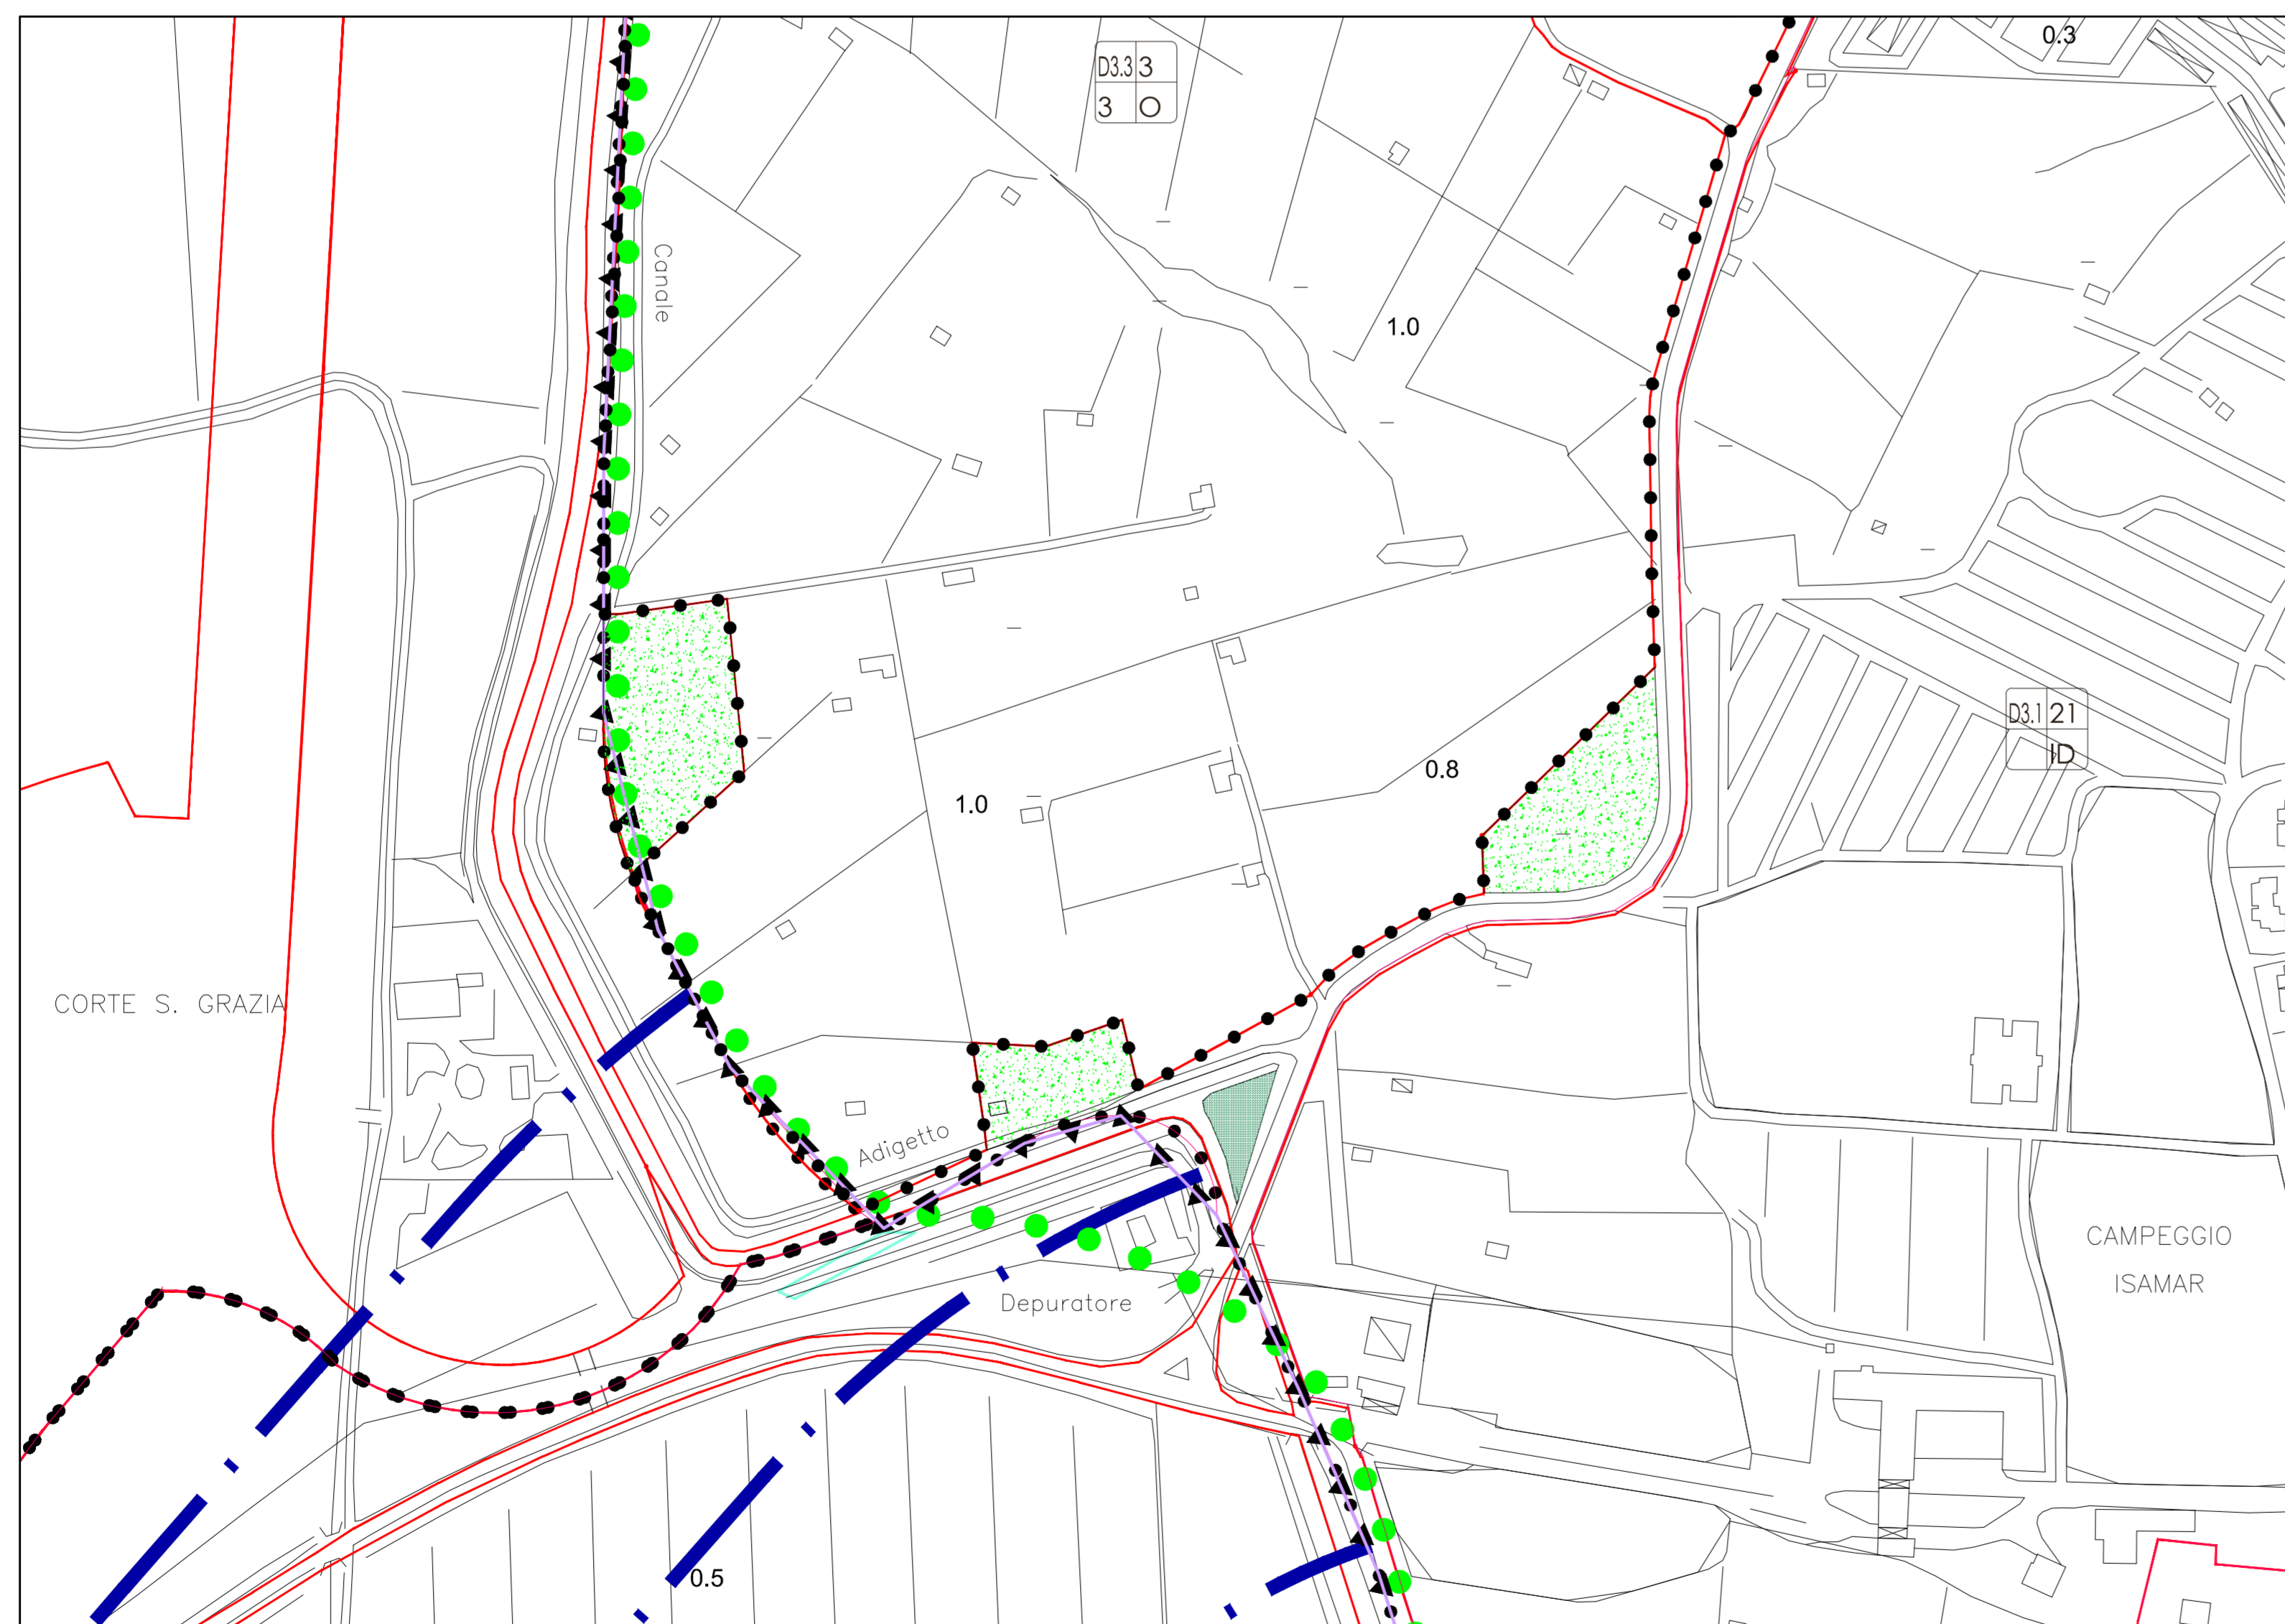 0.3
D3.3 3
3 O
Canale
1.0
D3.1 21
ID
0.8
1.0
CORTE S. GRAZIA
Adigetto
CAMPEGGIO
ISAMAR
Depuratore
0.5